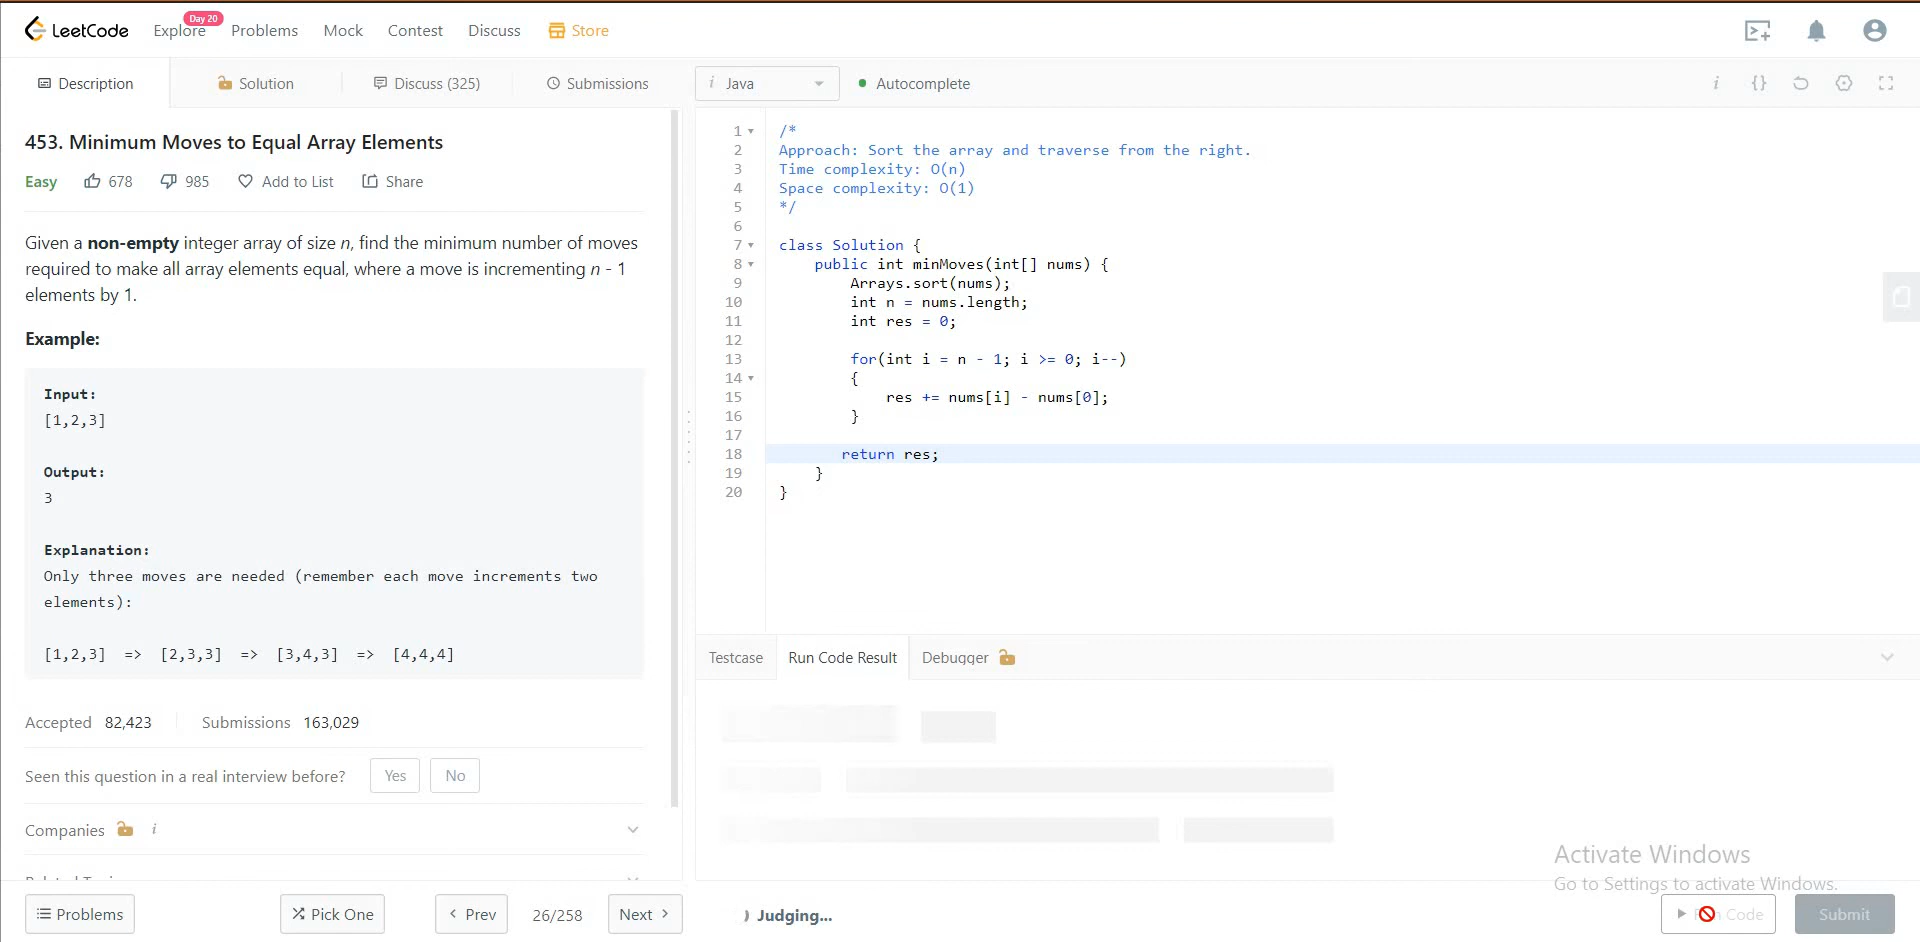 LeetCode
Explore
Day 20
Problems
Mock
Contest
Discuss
Store
Description
Solution
Discuss (325)
Submissions
i Java
Autocomplete
i
{}
453. Minimum Moves to Equal Array Elements
Easy
678
985
Add to List
Share
Given a non-empty integer array of size n, find the minimum number of moves
required to make all array elements equal, where a move is incrementing n - 1
elements by 1.
Example:
Input:
[1,2,3]
Output:
3
Explanation:
Only three moves are needed (remember each move increments two
elements):
[1,2,3] => [2,3,3] => [3,4,3] => [4,4,4]
Accepted 82,423
Submissions 163,029
Seen this question in a real interview before?
Yes
No
Companies
i
Problems
Pick One
Prev
26/258
Next
1 /*
2 Approach: Sort the array and traverse from the right.
3 Time complexity: O(n)
4 Space complexity: O(1)
5 */
6
7 class Solution {
8 public int minMoves(int[] nums) {
9 Arrays.sort(nums);
10 int n = nums.length;
11 int res = 0;
12
13 for(int i = n - 1; i >= 0; i--)
14 {
15 res += nums[i] - nums[0];
16 }
17
18 return res;
19 }
20 }
Testcase
Run Code Result
Debugger
Judging...
Activate Windows
Go to Settings to activate Windows.
Code
Submit